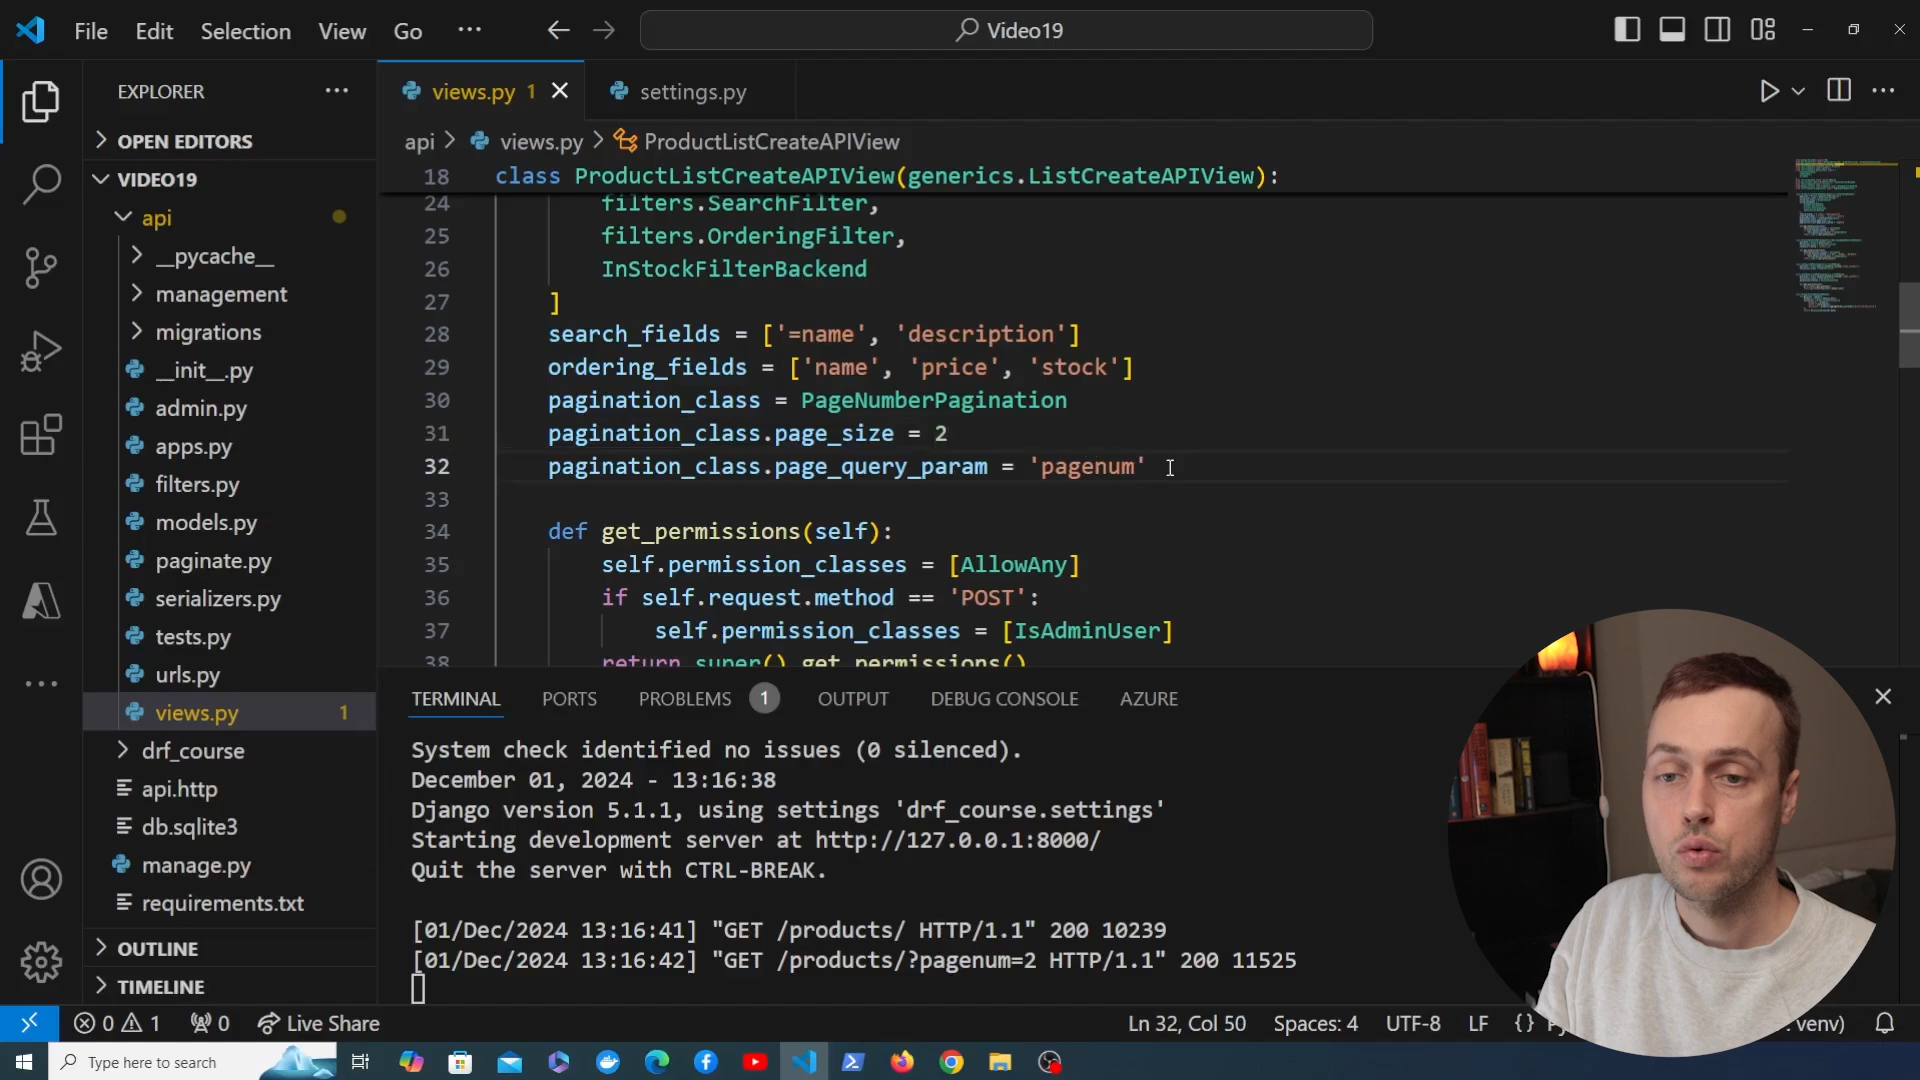 File Edit Selection View Go ···
Video19
EXPLORER ···
views.py 1
settings.py
OPEN EDITORS
VIDEO19
api > views.py > ProductListCreateAPIView
api
__pycache__
management
migrations
__init__.py
admin.py
apps.py
filters.py
models.py
paginate.py
serializers.py
tests.py
urls.py
views.py 1
drf_course
api.http
db.sqlite3
manage.py
requirements.txt
OUTLINE
TIMELINE
18 class ProductListCreateAPIView(generics.ListCreateAPIView):
24 filters.SearchFilter,
25 filters.OrderingFilter,
26 InStockFilterBackend
27 ]
28 search_fields = ['=name', 'description']
29 ordering_fields = ['name', 'price', 'stock']
30 pagination_class = PageNumberPagination
31 pagination_class.page_size = 2
32 pagination_class.page_query_param = 'pagenum'
33
34 def get_permissions(self):
35 self.permission_classes = [AllowAny]
36 if self.request.method == 'POST':
37 self.permission_classes = [IsAdminUser]
38 return super().get_permissions()
TERMINAL PORTS PROBLEMS 1 OUTPUT DEBUG CONSOLE AZURE
System check identified no issues (0 silenced).
December 01, 2024 - 13:16:38
Django version 5.1.1, using settings 'drf_course.settings'
Starting development server at http://127.0.0.1:8000/
Quit the server with CTRL-BREAK.
[01/Dec/2024 13:16:41] "GET /products/ HTTP/1.1" 200 10239
[01/Dec/2024 13:16:42] "GET /products/?pagenum=2 HTTP/1.1" 200 11525
0 1 0 Live Share Ln 32, Col 50 Spaces: 4 UTF-8 LF {} venv)
Type here to search